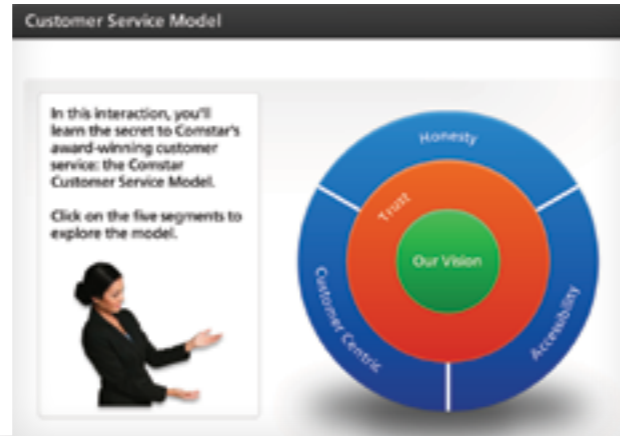 Customer Service Model
In this interaction, you'll
learn the secret to Comstar's
award-winning customer
service: the Comstar
Customer Service Model.
Click on the five segments to
explore the model.
Honesty
Trust
Our Vision
Customer Centric
Accessibility